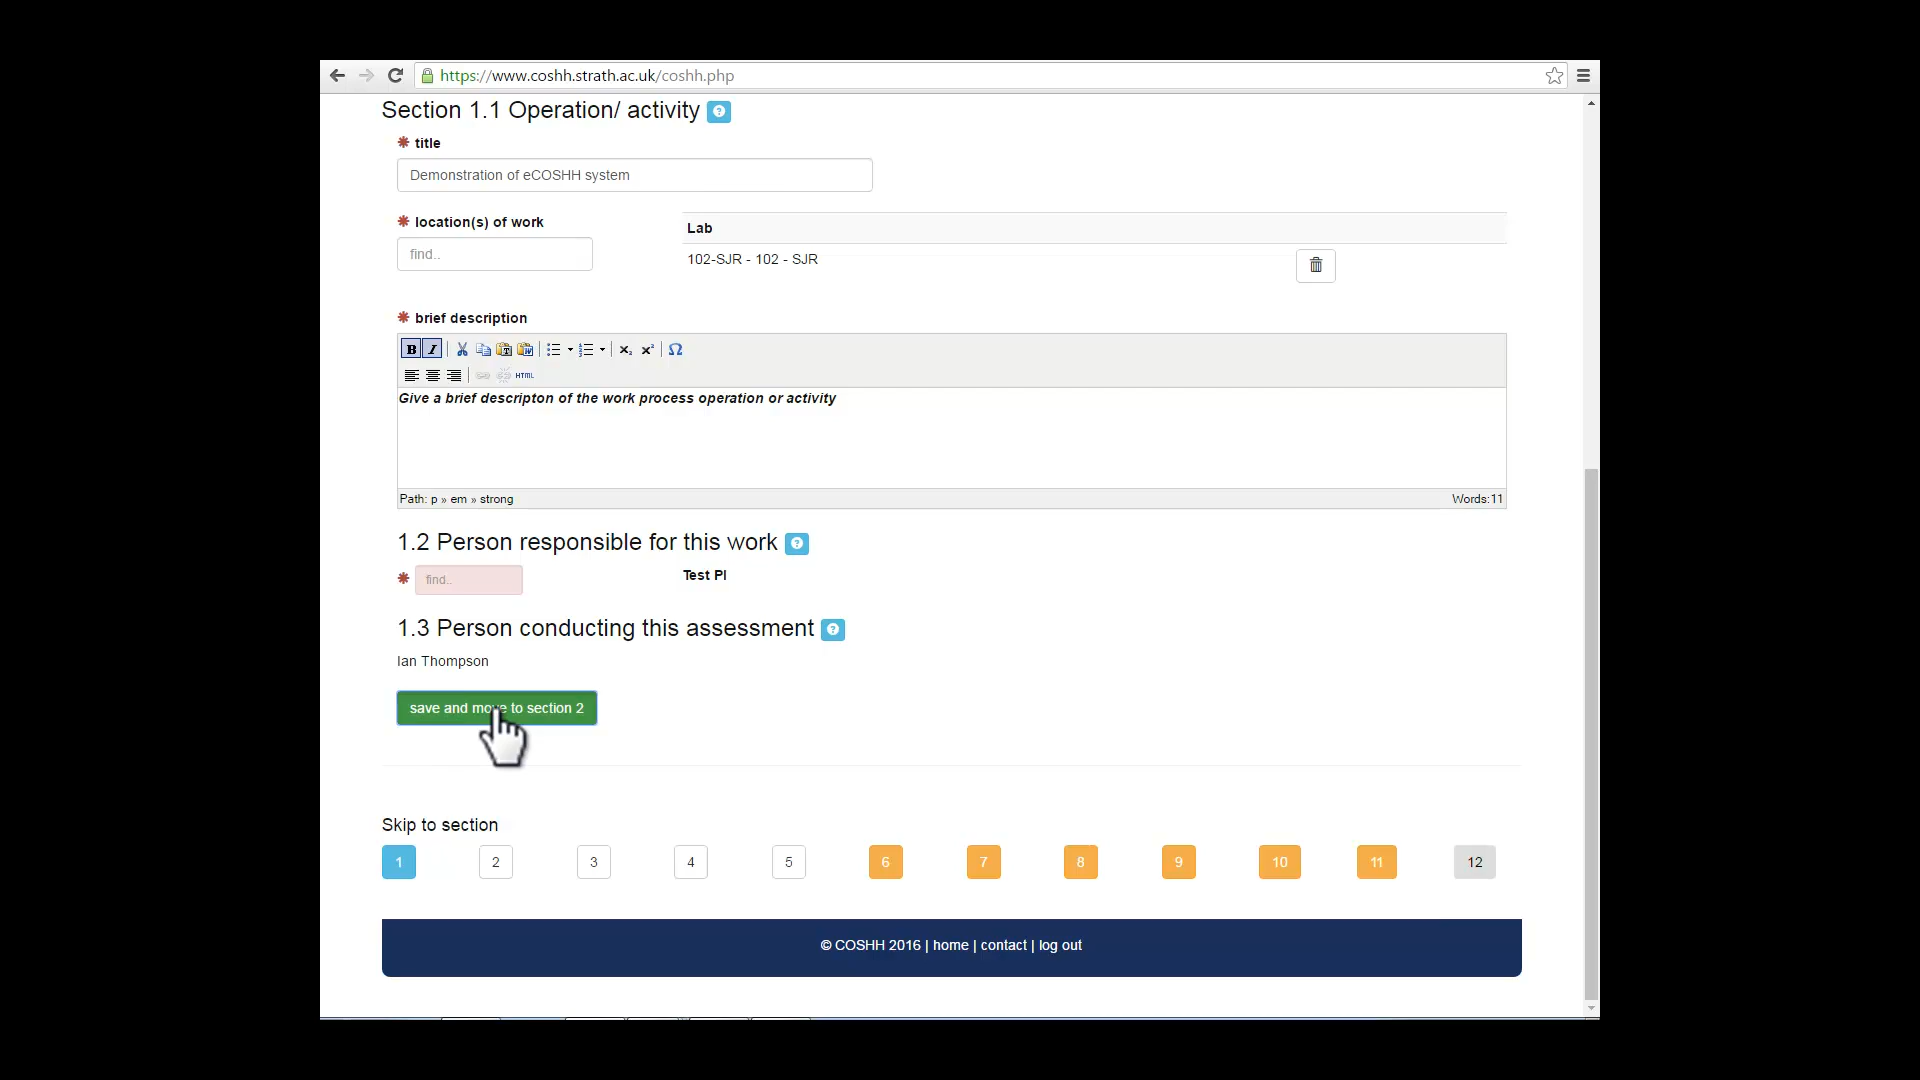 https://www.coshh.strath.ac.uk/coshh.php
Section 1.1 Operation/ activity ?
* title
Demonstration of eCOSHH system
* location(s) of work
find..
Lab
102-SJR - 102 - SJR
* brief description
B I x₂ x² Ω
HTML
Give a brief descripton of the work process operation or activity
Path: p » em » strong
Words:11
1.2 Person responsible for this work ?
* find..
Test PI
1.3 Person conducting this assessment ?
Ian Thompson
save and move to section 2
Skip to section
1 2 3 4 5 6 7 8 9 10 11 12
© COSHH 2016 | home | contact | log out